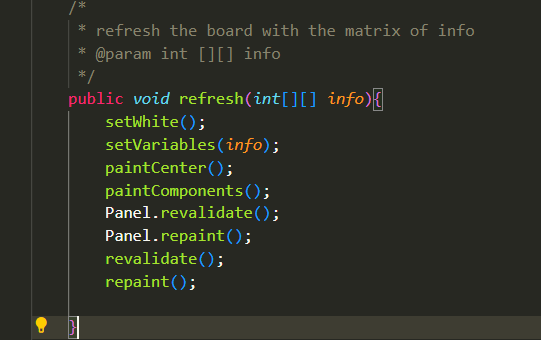 /*
 * refresh the board with the matrix of info
 * @param int [][] info
 */
public void refresh(int[][] info){
    setWhite();
    setVariables(info);
    paintCenter();
    paintComponents();
    Panel.revalidate();
    Panel.repaint();
    revalidate();
    repaint();
}